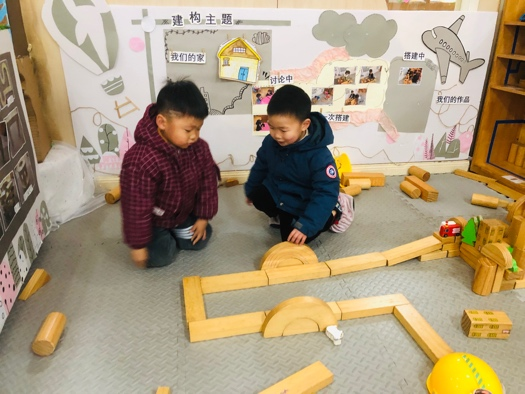 建构主题
我们的家
讨论中
搭建中
次搭建
我们的作品